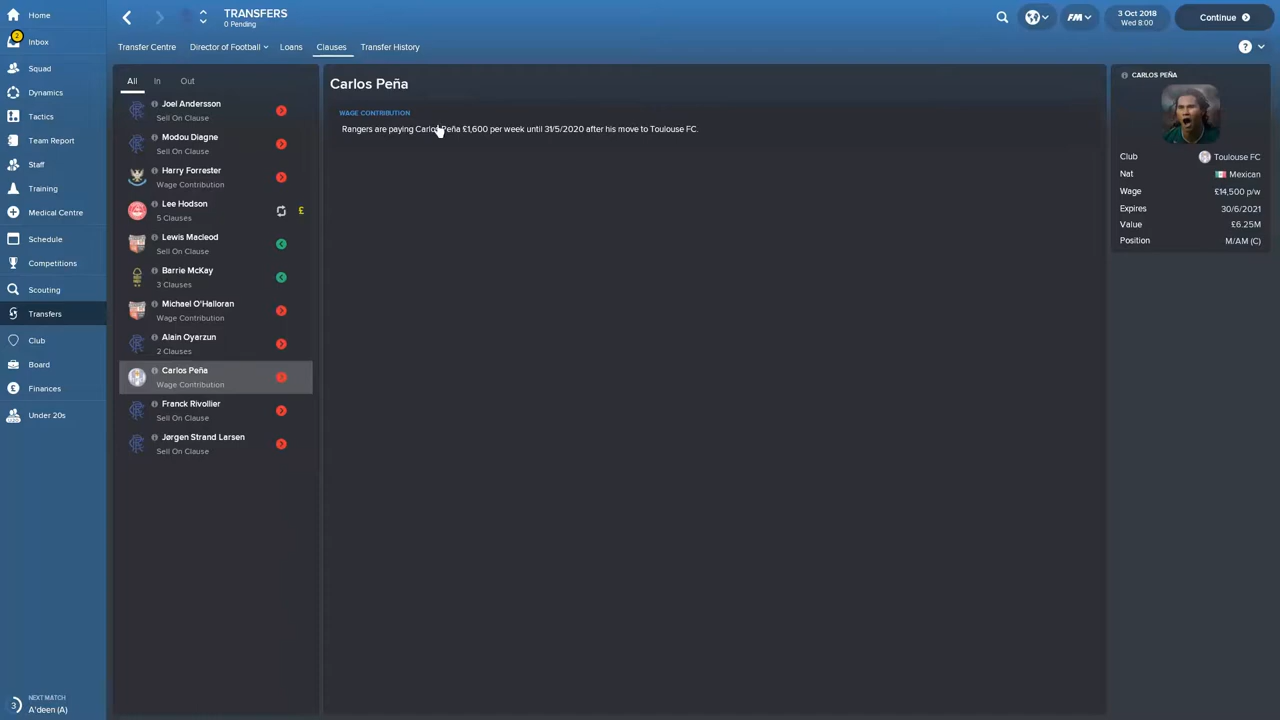 Home
2
Inbox
Squad
Dynamics
Tactics
Team Report
Staff
Training
Medical Centre
Schedule
Competitions
Scouting
Transfers
Club
Board
£ Finances
Under 20s
3
NEXT MATCH
A'deen (A)
TRANSFERS
0 Pending
FM
3 Oct 2018
Wed 8:00
Continue
Transfer Centre
Director of Football
Loans
Clauses
Transfer History
?
All
In
Out
Joel Andersson
Sell On Clause
Modou Diagne
Sell On Clause
Harry Forrester
Wage Contribution
Lee Hodson
£
5 Clauses
Lewis Macleod
Sell On Clause
Barrie McKay
3 Clauses
Michael O'Halloran
Wage Contribution
Alain Oyarzun
2 Clauses
Carlos Peña
Wage Contribution
Franck Rivollier
Sell On Clause
Jørgen Strand Larsen
Sell On Clause
Carlos Peña
WAGE CONTRIBUTION
Rangers are paying Carlos Peña £1,600 per week until 31/5/2020 after his move to Toulouse FC.
CARLOS PEÑA
Club Toulouse FC
Nat Mexican
Wage £14,500 p/w
Expires 30/6/2021
Value £6.25M
Position M/AM (C)